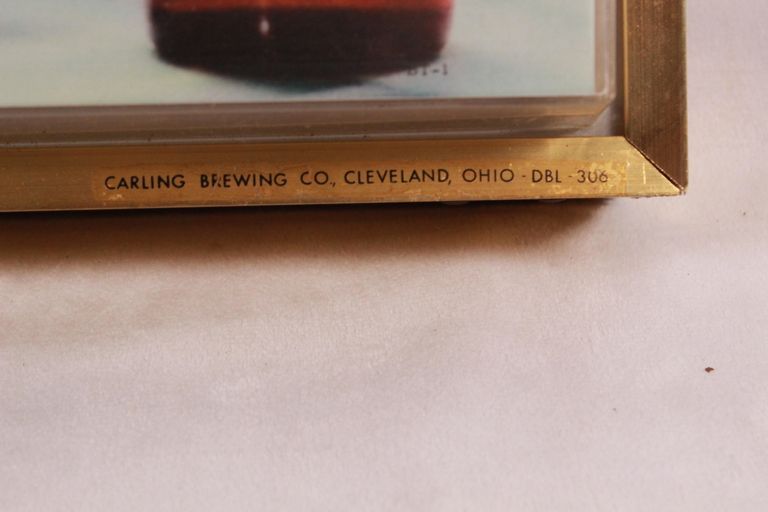 CARLING BREWING CO., CLEVELAND, OHIO - DBL - 306